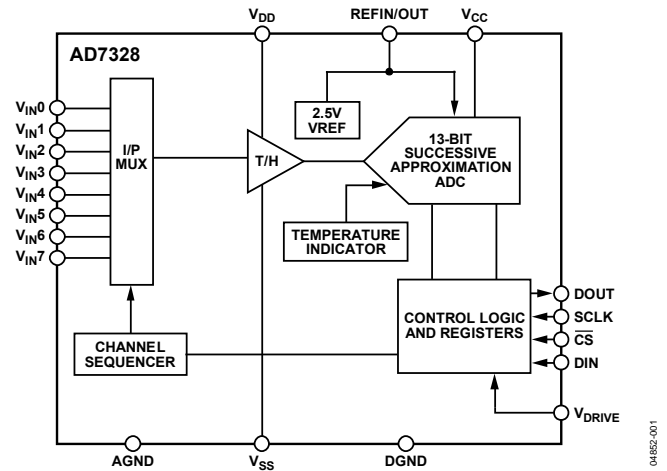 V_DD
REFIN/OUT
V_CC
AD7328
V_IN0
V_IN1
V_IN2
V_IN3
V_IN4
V_IN5
V_IN6
V_IN7
I/P
MUX
T/H
2.5V
VREF
13-BIT
SUCCESSIVE
APPROXIMATION
ADC
TEMPERATURE
INDICATOR
CHANNEL
SEQUENCER
CONTROL LOGIC
AND REGISTERS
DOUT
SCLK
C̅S̅
DIN
V_DRIVE
AGND
V_SS
DGND
04852-001